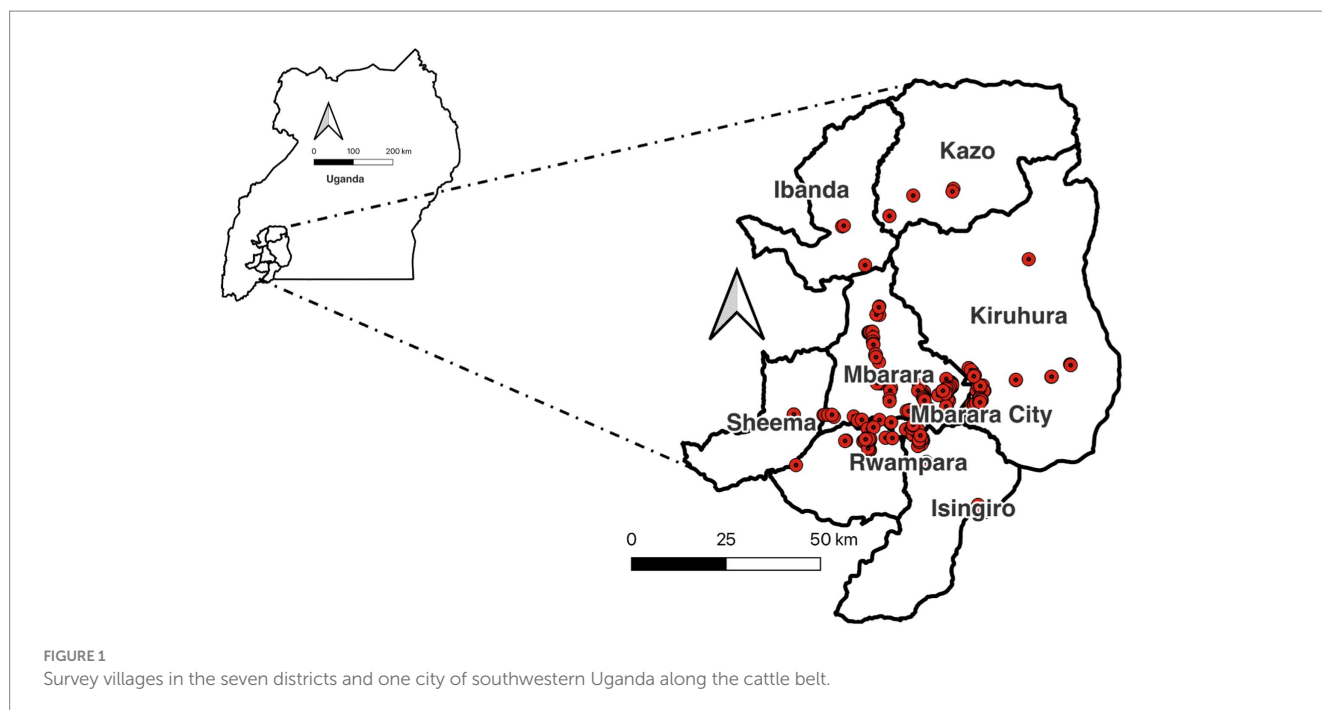 0 100 200 km
Uganda
Kazo
Ibanda
Kiruhura
Mbarara
Mbarara City
Sheema
Rwampara
Isingiro
0 25 50 km
FIGURE 1
Survey villages in the seven districts and one city of southwestern Uganda along the cattle belt.